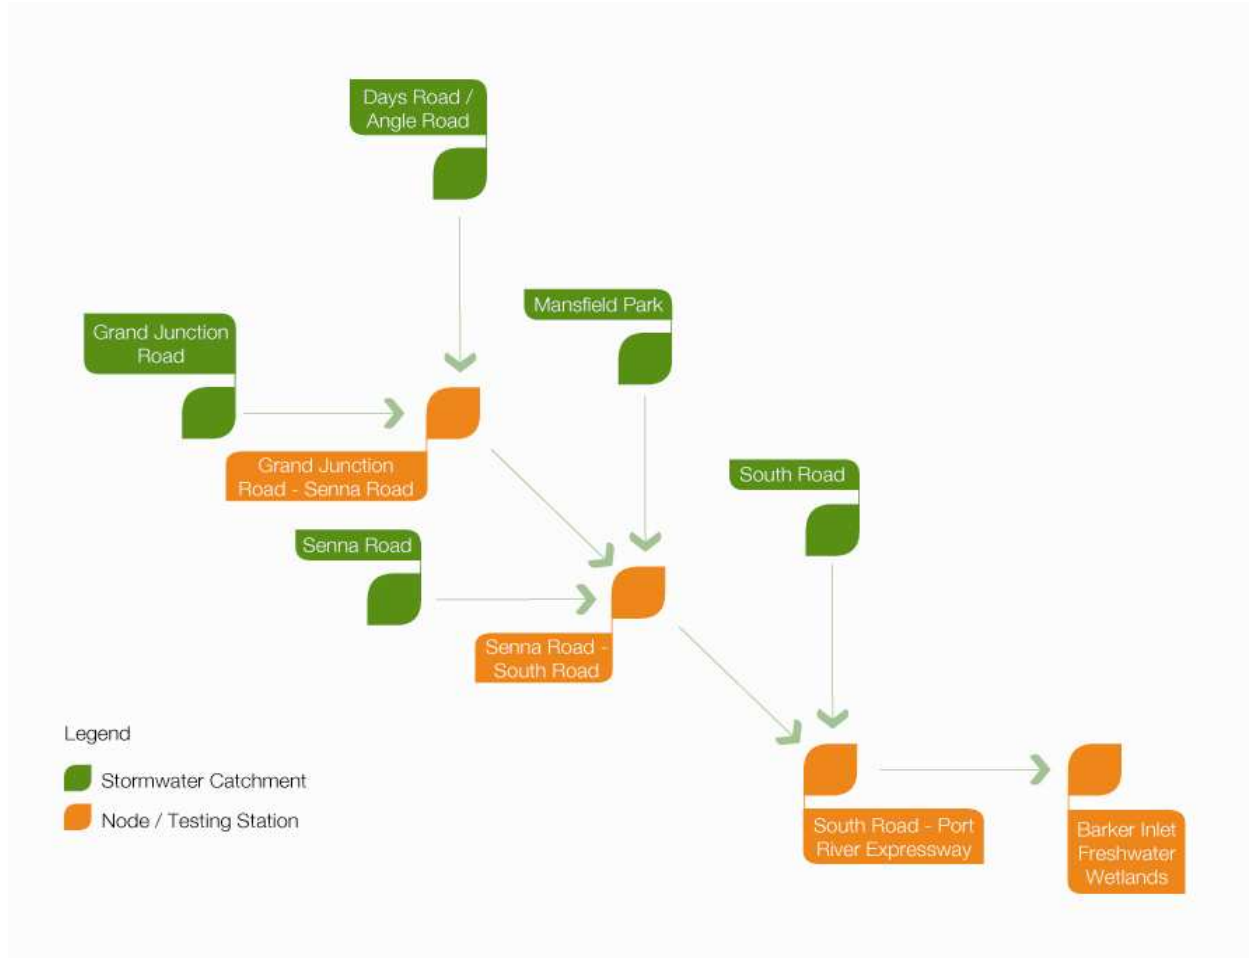 Days Road /
Angle Road
Mansfield Park
Grand Junction
Road
Grand Junction
Road - Senna Road
South Road
Senna Road
Senna Road -
South Road
Legend
Stormwater Catchment
Node / Testing Station
South Road - Port
River Expressway
Barker Inlet
Freshwater
Wetlands